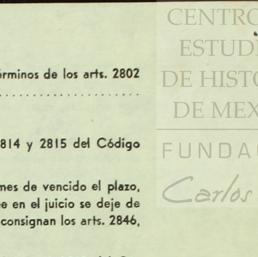 érminos de los arts. 2802
814 y 2815 del Código
mes de vencido el plazo,
e en el juicio se deje de
consignan los arts. 2846,
CENTRO
ESTUDI
DE HISTO
DE MEX
FUNDAC
Carlos